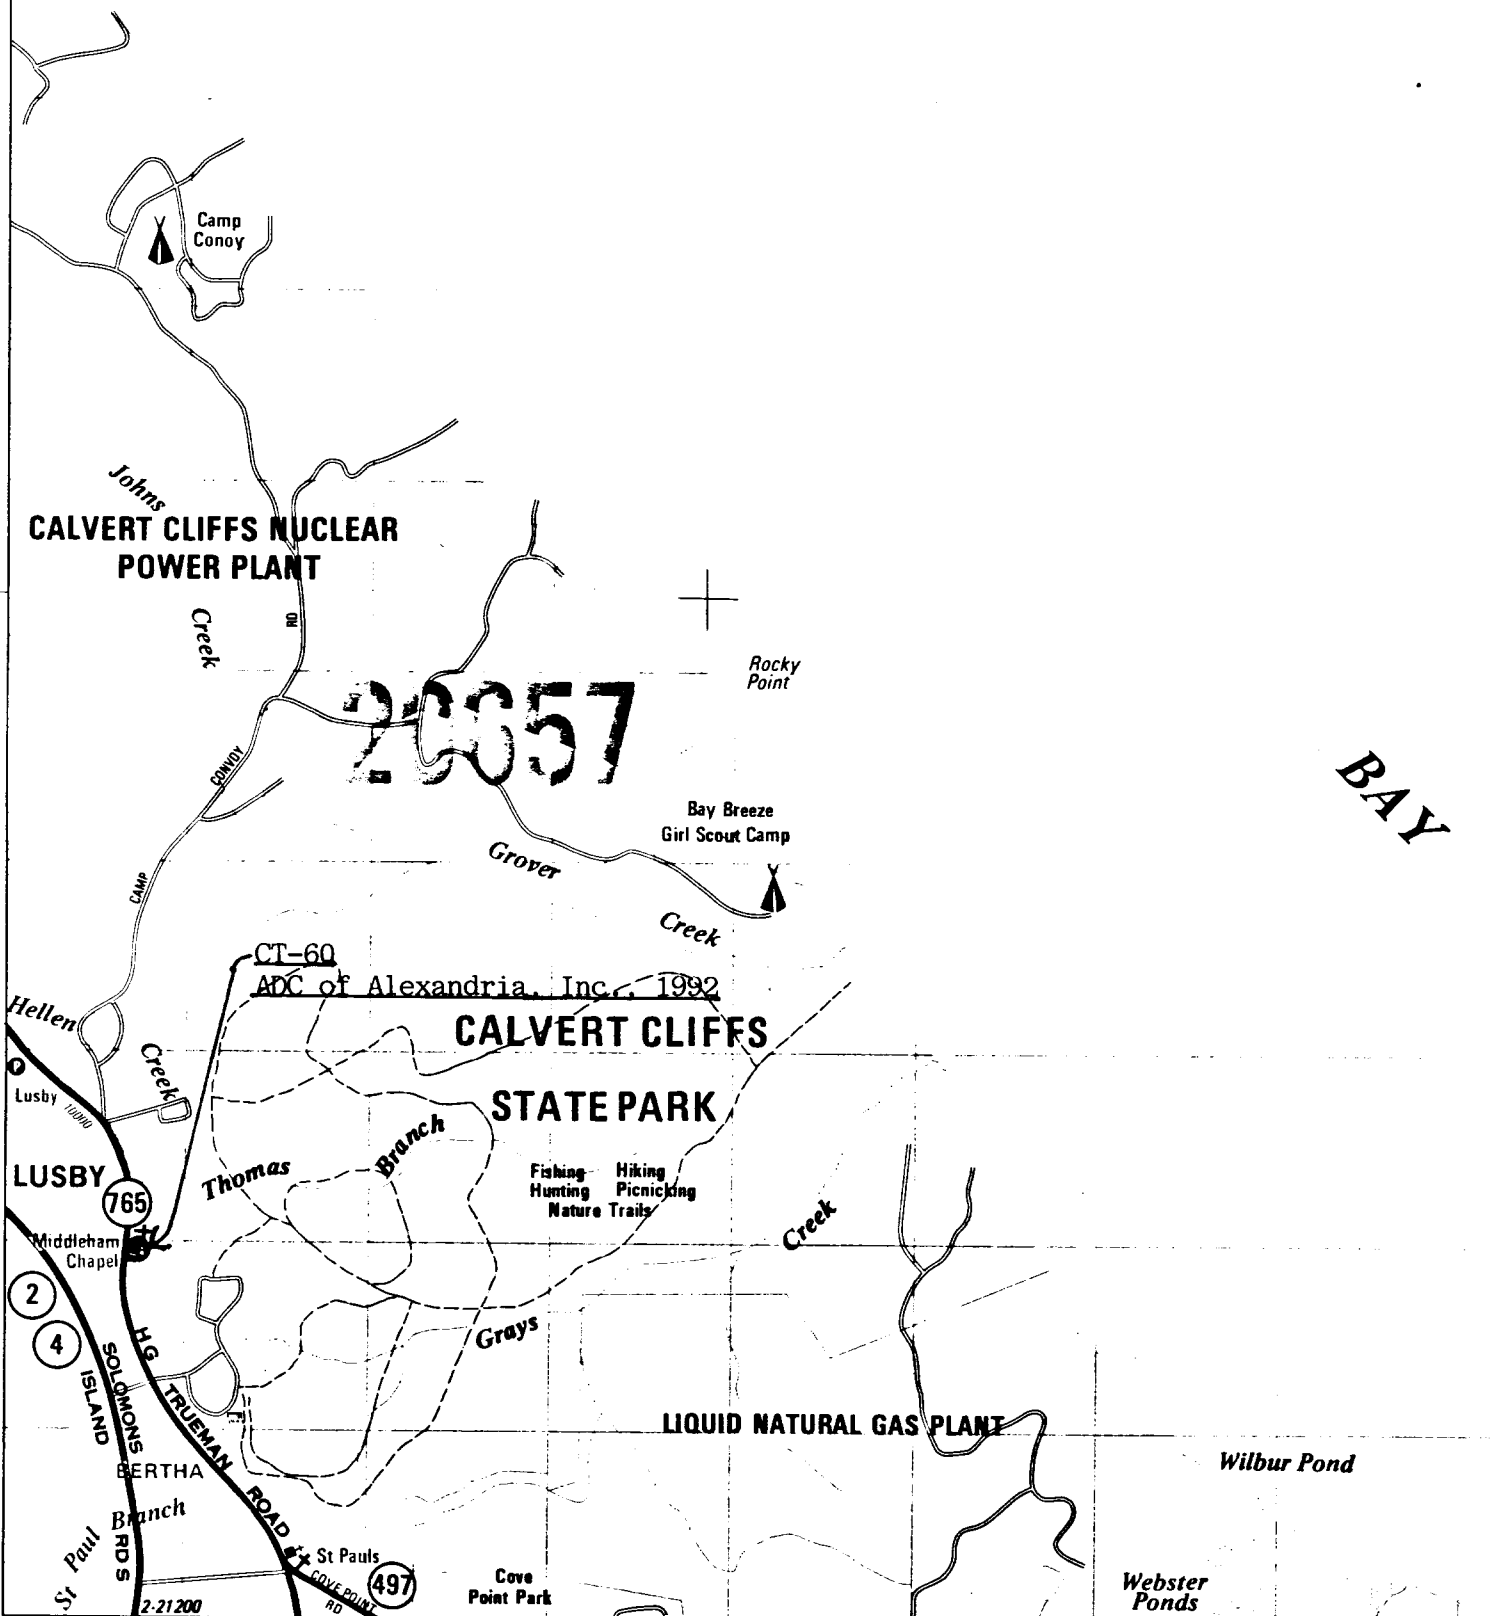 Camp
Conoy
Johns
CALVERT CLIFFS NUCLEAR
POWER PLANT
Creek
RD
Rocky
Point
20657
CONVOY
BAY
Bay Breeze
Girl Scout Camp
Grover
CAMP
Creek
CT-60
ADC of Alexandria, Inc., 1992
Hellen
CALVERT CLIFFS
Creek
P
Lusby
10000
STATE PARK
Branch
Thomas
LUSBY
765
Fishing Hiking
Hunting Picnicking
Nature Trails
Creek
Middleham
Chapel
2
4
Grays
H G TRUEMAN ROAD
SOLOMONS
ISLAND
RD S
LIQUID NATURAL GAS PLANT
BERTHA
Wilbur Pond
St Paul Branch
St Pauls
COVE POINT
RD
497
Cove
Point Park
Webster
Ponds
2-21200